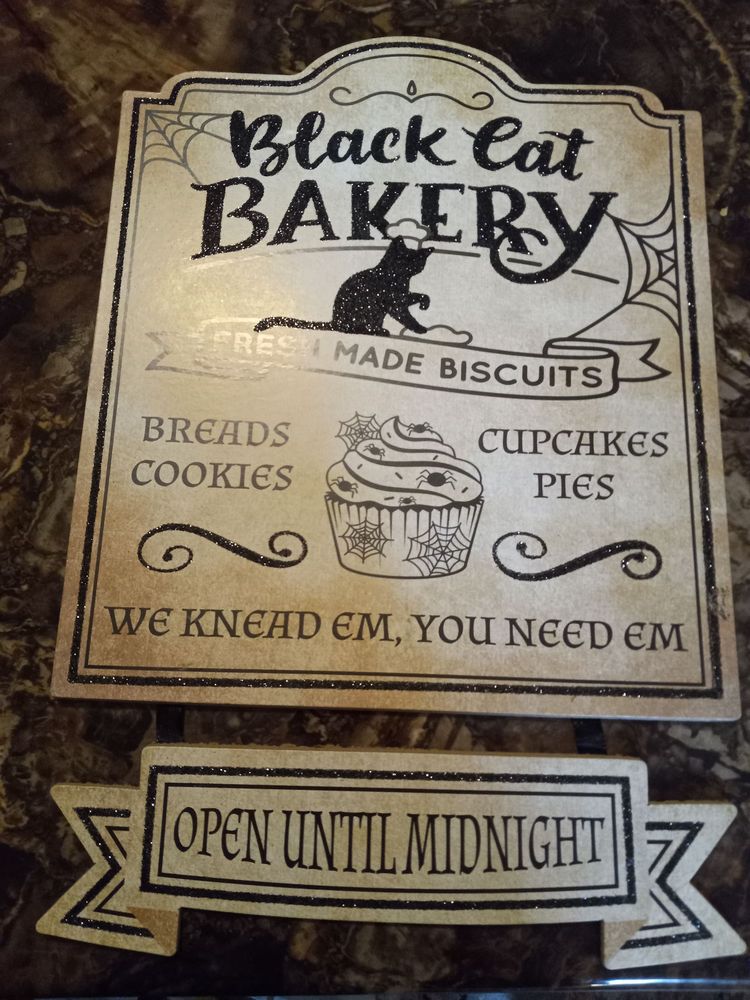 Black Cat
BAKERY
FRESH MADE BISCUITS
BREADS
COOKIES
CUPCAKES
PIES
WE KNEAD EM, YOU NEED EM
OPEN UNTIL MIDNIGHT